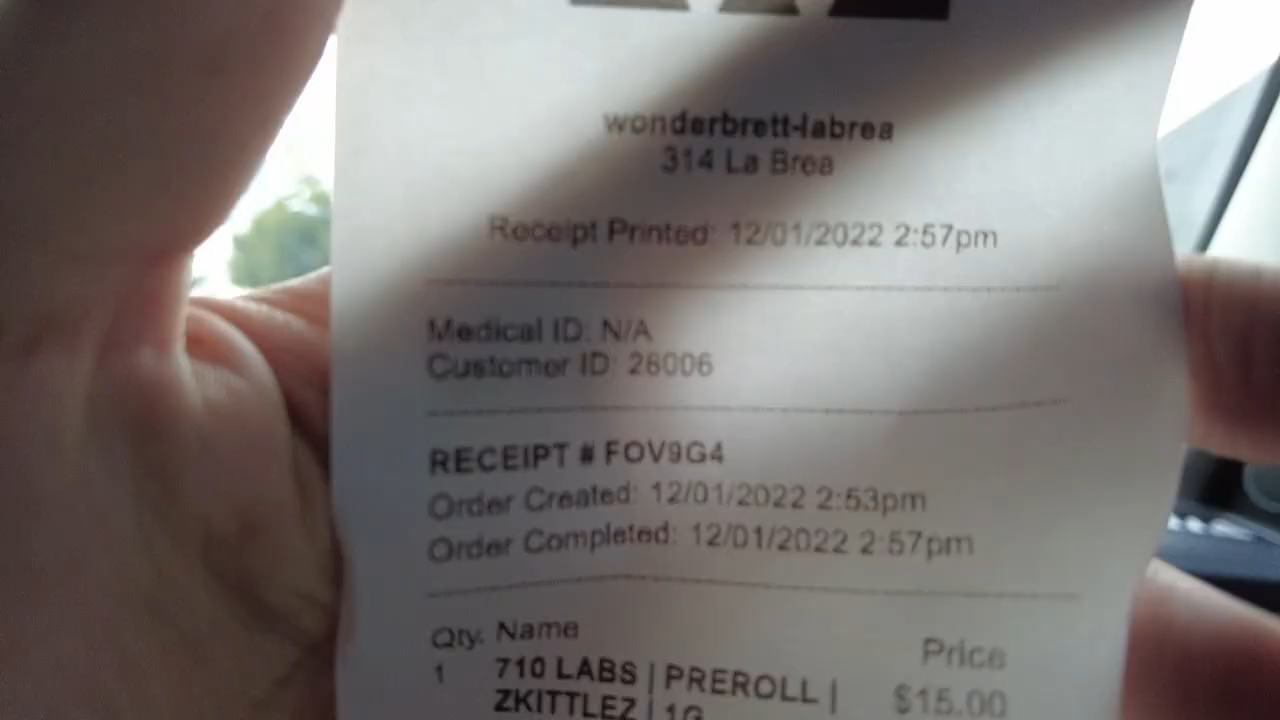 wonderbrett-labrea
314 La Brea
Receipt Printed: 12/01/2022 2:57pm
Medical ID: N/A
Customer ID: 26006
RECEIPT # FOV9G4
Order Created: 12/01/2022 2:53pm
Order Completed: 12/01/2022 2:57pm
Qty. Name Price
1 710 LABS | PREROLL | $15.00
ZKITTLEZ | 1G